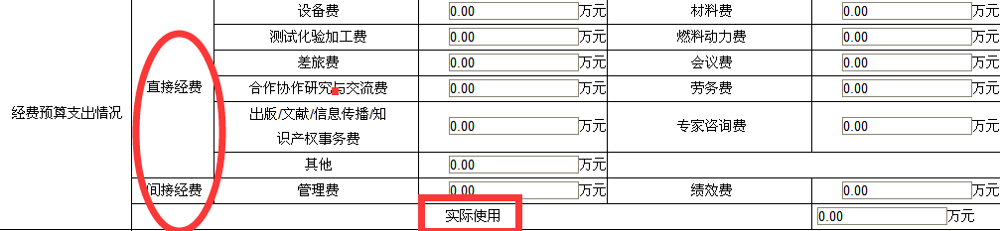 设备费 0.00 万元 材料费 0.00 万元
测试化验加工费 0.00 万元 燃料动力费 0.00 万元
差旅费 0.00 万元 会议费 0.00 万元
直接经费
合作协作研究与交流费 0.00 万元 劳务费 0.00 万元
经费预算支出情况
出版/文献/信息传播/知
识产权事务费
0.00 万元 专家咨询费 0.00 万元
其他 0.00 万元
间接经费 管理费 0.00 万元 绩效费 0.00 万元
实际使用 0.00 万元